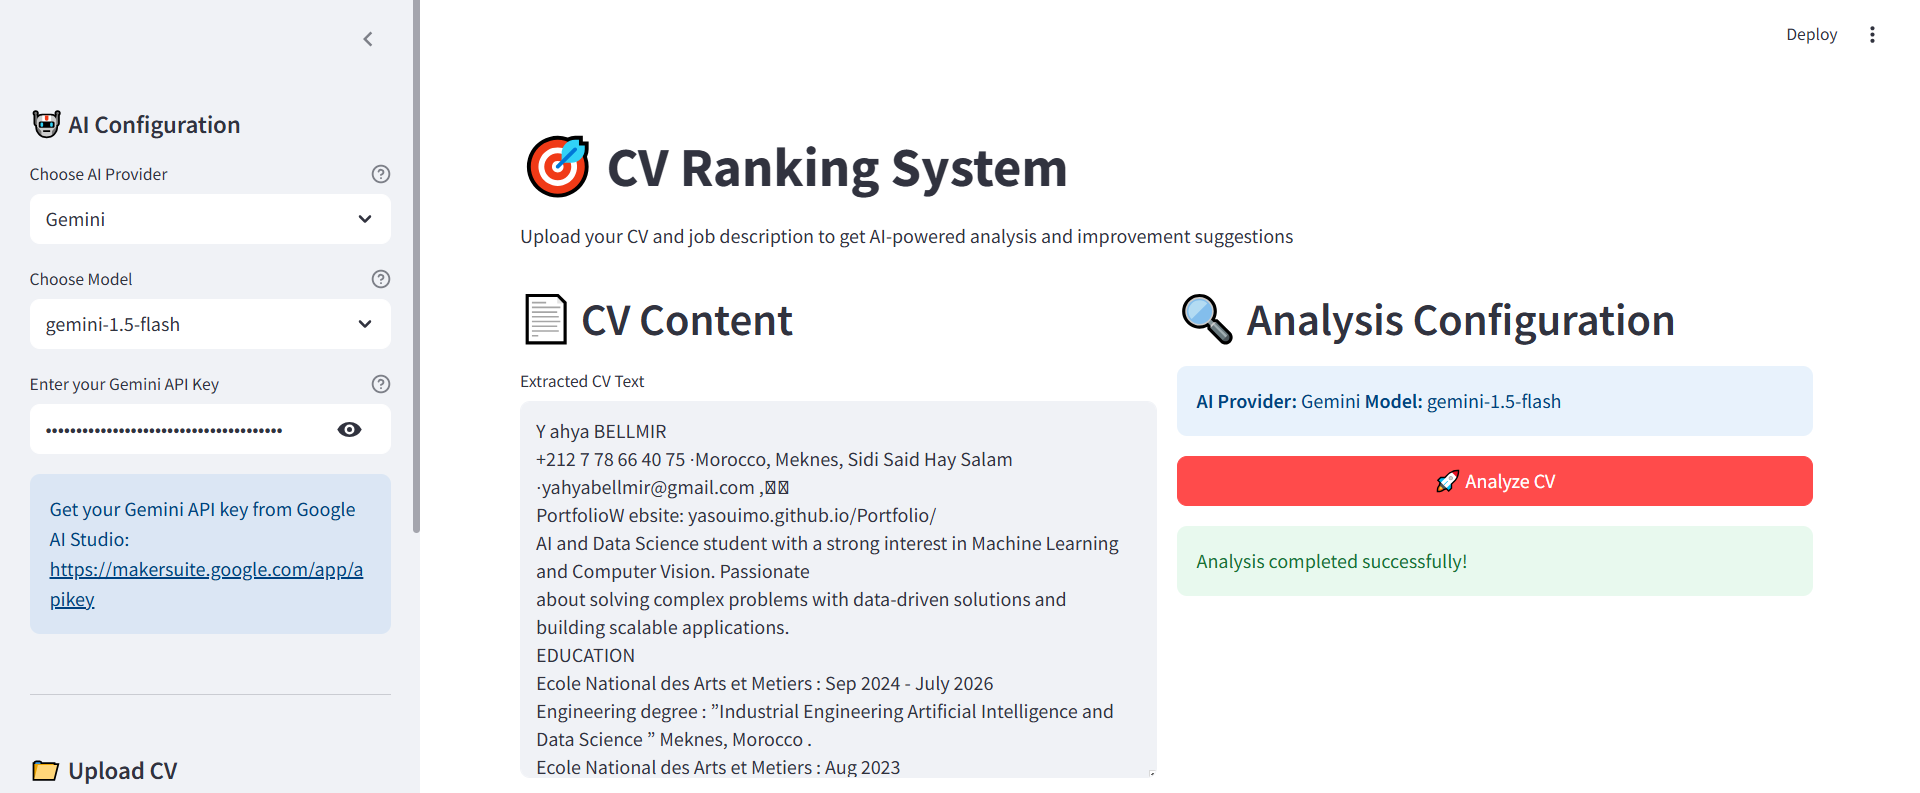 Deploy
AI Configuration
Choose AI Provider
Gemini
Choose Model
gemini-1.5-flash
Enter your Gemini API Key
••••••••••••••••••••••••••••••••••••••
Get your Gemini API key from Google
AI Studio:
https://makersuite.google.com/app/a
pikey
Upload CV
CV Ranking System
Upload your CV and job description to get AI-powered analysis and improvement suggestions
CV Content
Extracted CV Text
Y ahya BELLMIR
+212 7 78 66 40 75 ·Morocco, Meknes, Sidi Said Hay Salam
·yahyabellmir@gmail.com ,
PortfolioW ebsite: yasouimo.github.io/Portfolio/
AI and Data Science student with a strong interest in Machine Learning
and Computer Vision. Passionate
about solving complex problems with data-driven solutions and
building scalable applications.
EDUCATION
Ecole National des Arts et Metiers : Sep 2024 - July 2026
Engineering degree : ”Industrial Engineering Artificial Intelligence and
Data Science ” Meknes, Morocco .
Ecole National des Arts et Metiers : Aug 2023
Analysis Configuration
AI Provider: Gemini Model: gemini-1.5-flash
Analyze CV
Analysis completed successfully!